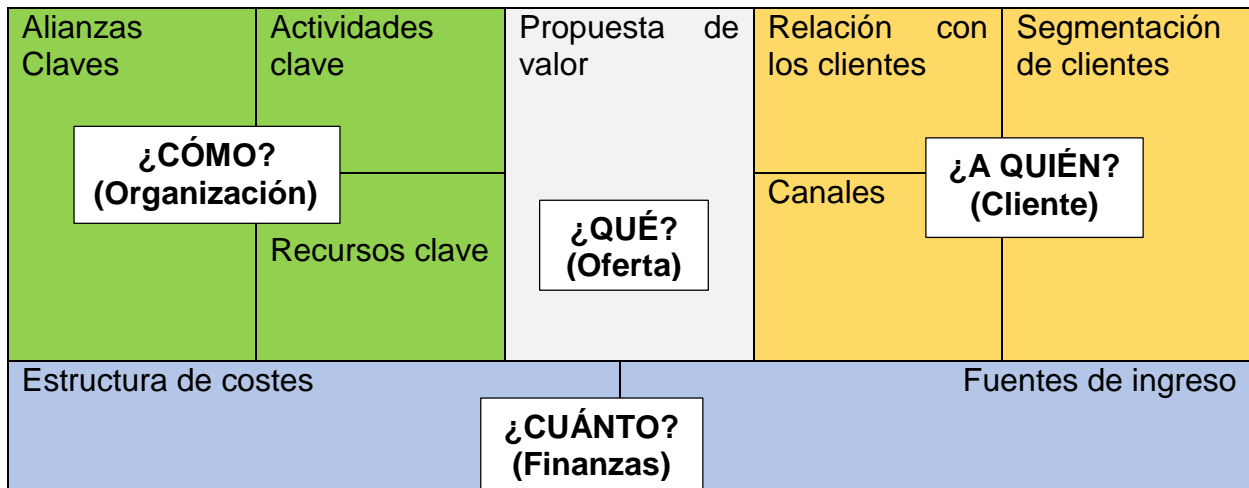 Alianzas
Claves
Actividades
clave
Propuesta de
valor
Relación con
los clientes
Segmentación
de clientes
¿CÓMO?
(Organización)
¿A QUIÉN?
(Cliente)
Canales
Recursos clave
¿QUÉ?
(Oferta)
Estructura de costes
Fuentes de ingreso
¿CUÁNTO?
(Finanzas)